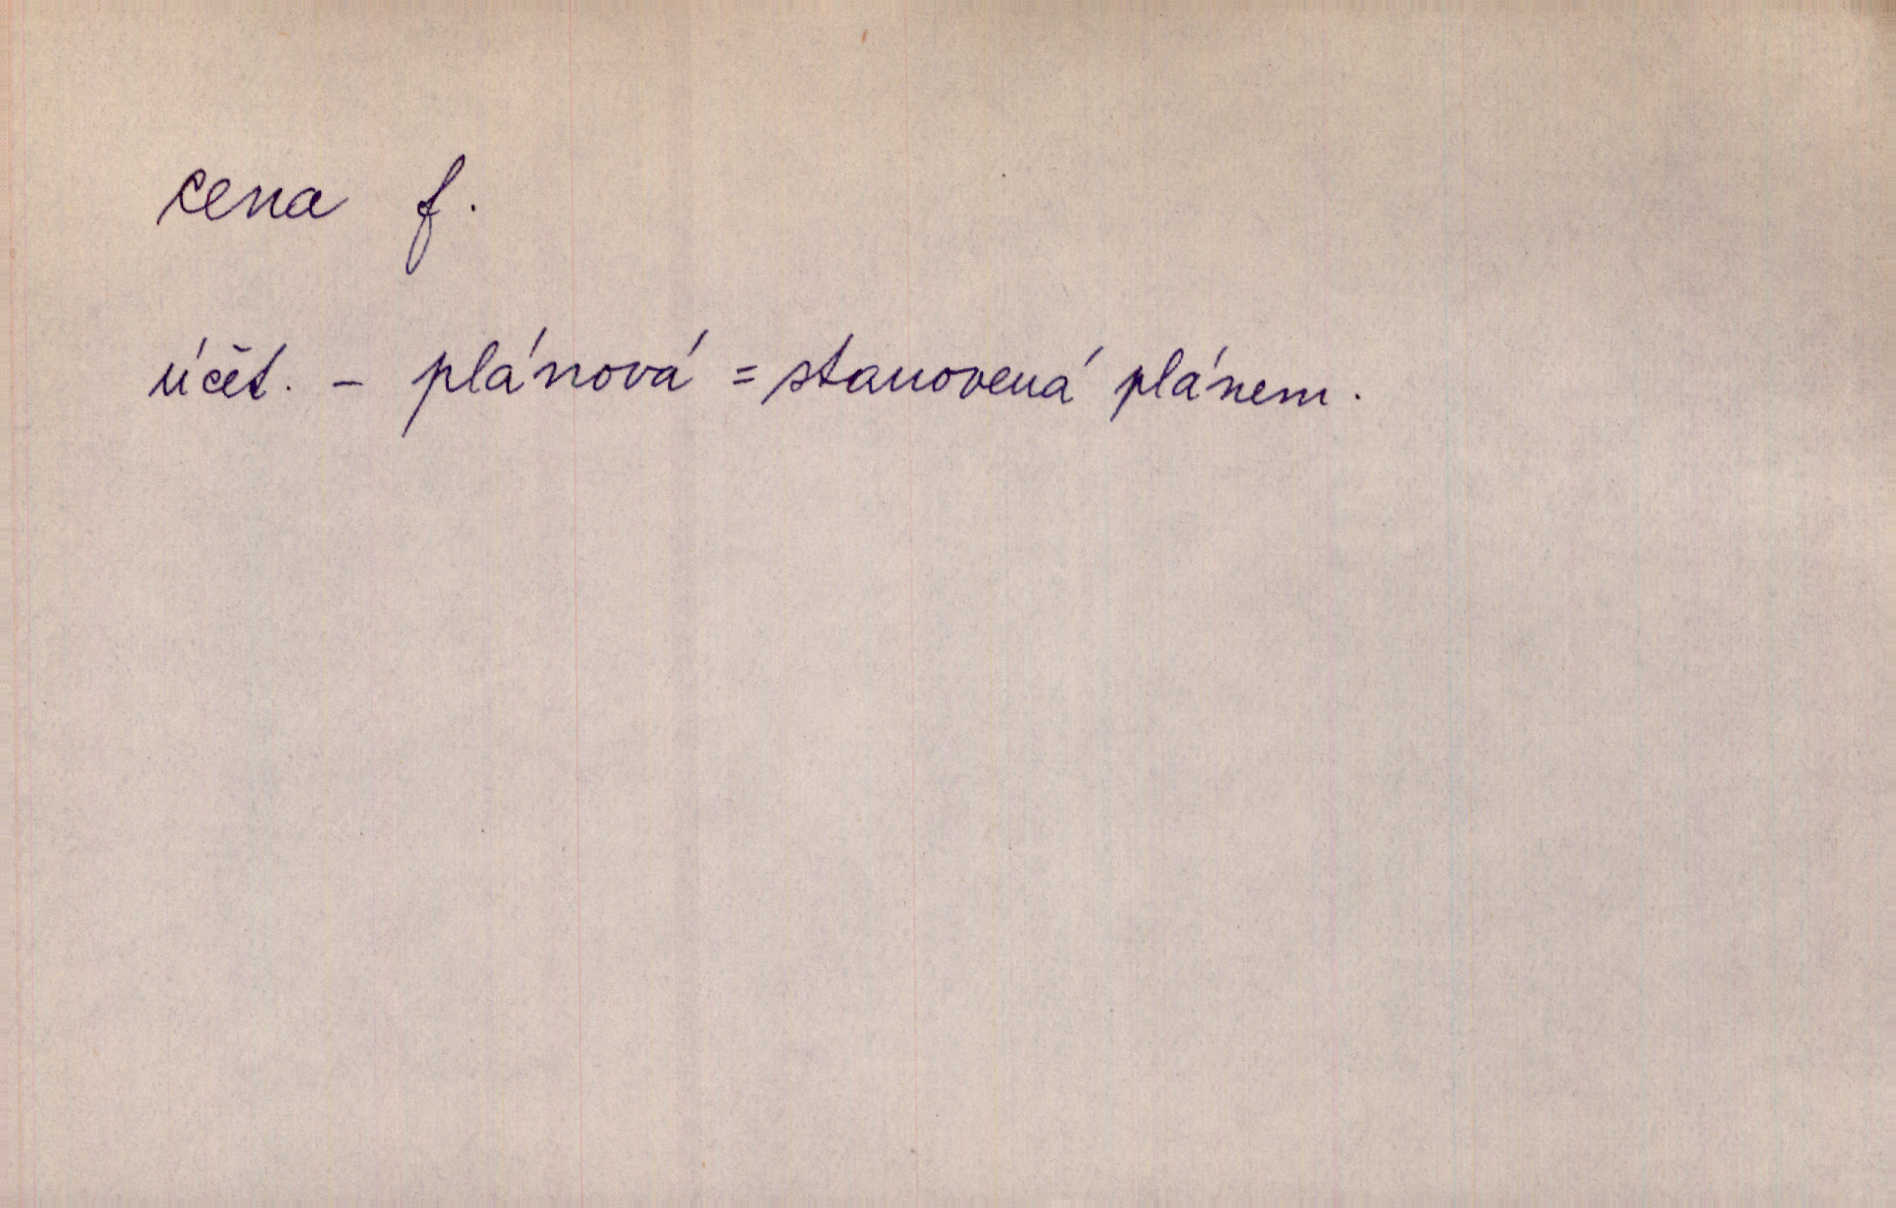 cena f.
účet. - plánová = stanovená plánem.